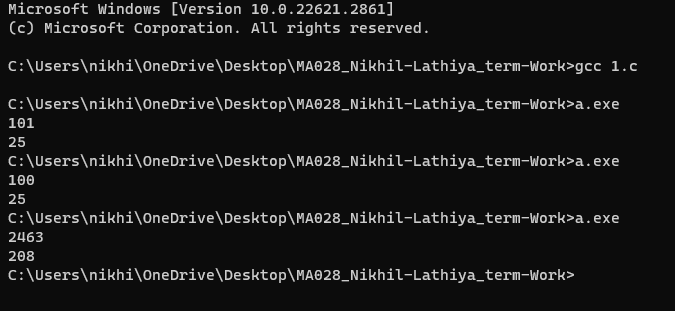 Microsoft Windows [Version 10.0.22621.2861]
(c) Microsoft Corporation. All rights reserved.
C:\Users\nikhi\OneDrive\Desktop\MA028_Nikhil-Lathiya_term-Work>gcc 1.c
C:\Users\nikhi\OneDrive\Desktop\MA028_Nikhil-Lathiya_term-Work>a.exe
101
25
C:\Users\nikhi\OneDrive\Desktop\MA028_Nikhil-Lathiya_term-Work>a.exe
100
25
C:\Users\nikhi\OneDrive\Desktop\MA028_Nikhil-Lathiya_term-Work>a.exe
2463
208
C:\Users\nikhi\OneDrive\Desktop\MA028_Nikhil-Lathiya_term-Work>